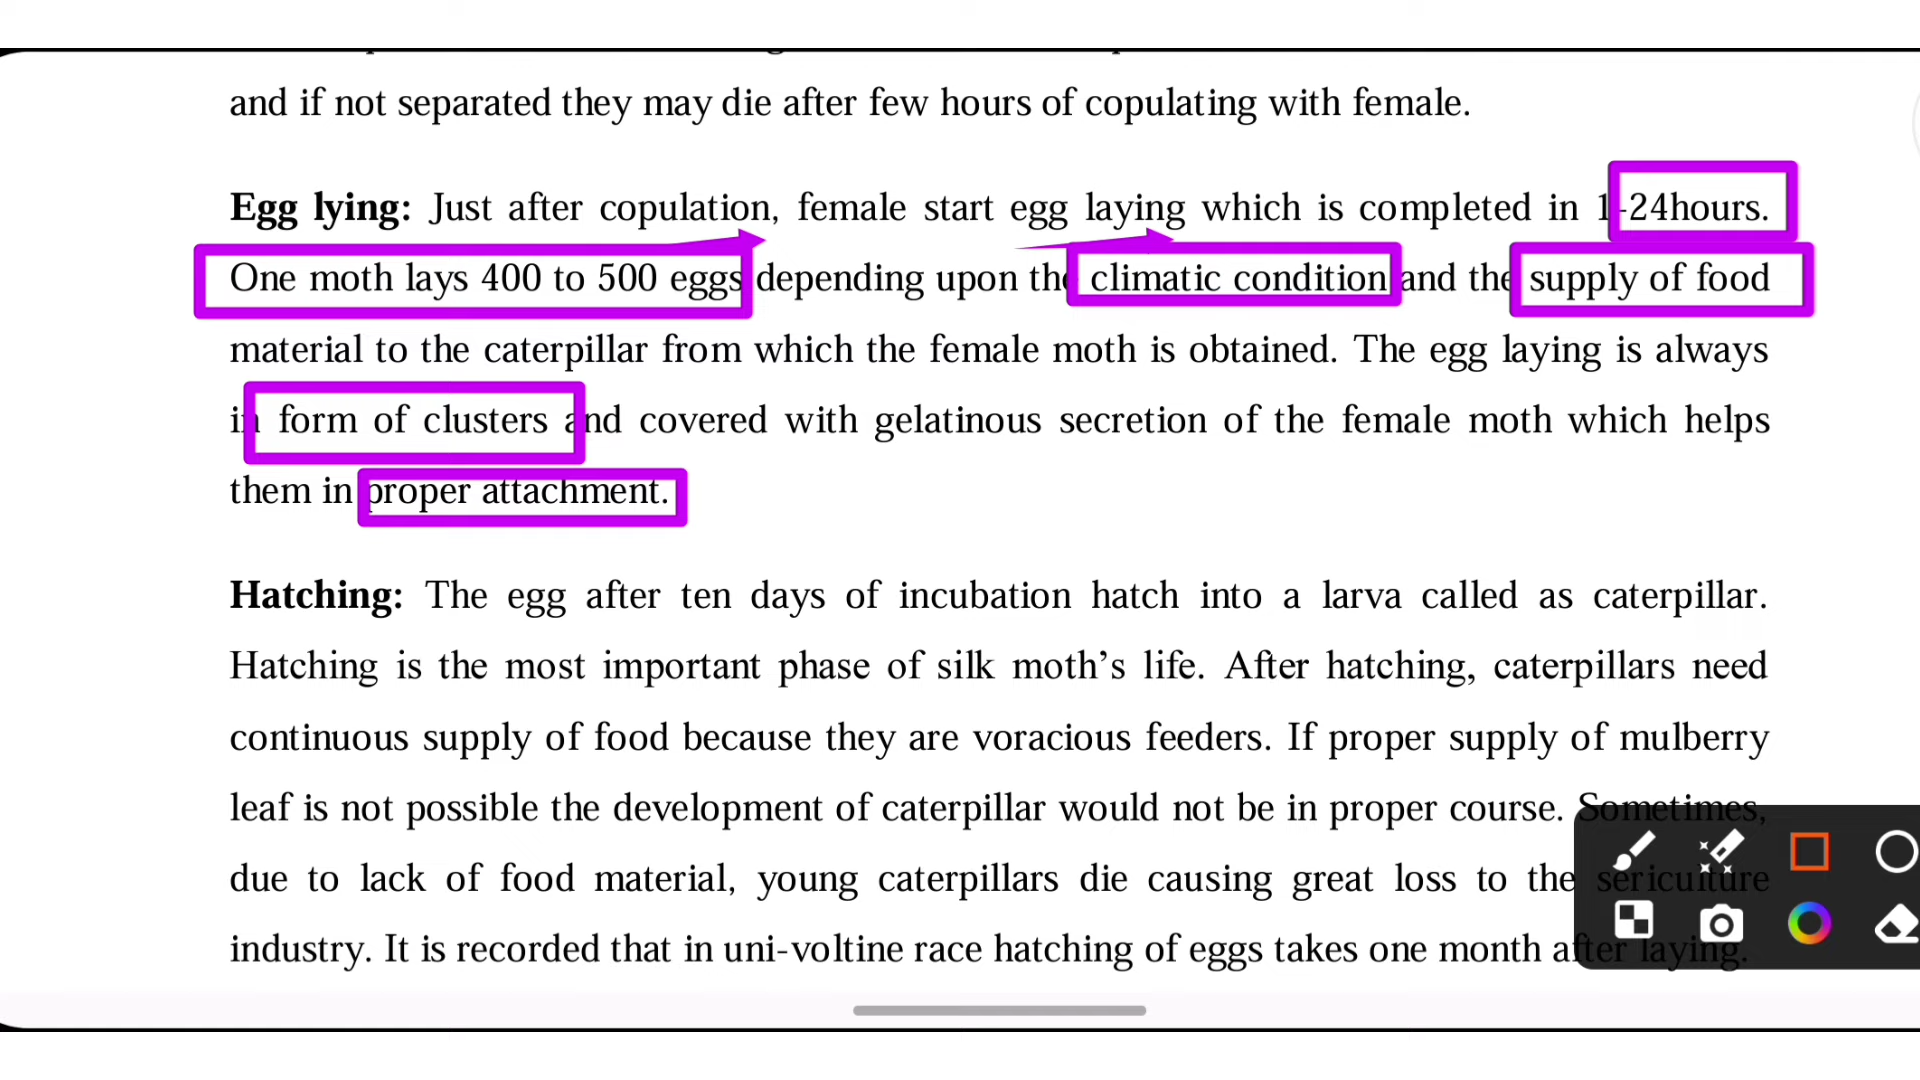 and if not separated they may die after few hours of copulating with female.
Egg lying: Just after copulation, female start egg laying which is completed in 1-24hours.
One moth lays 400 to 500 eggs depending upon the climatic condition and the supply of food
material to the caterpillar from which the female moth is obtained. The egg laying is always
in form of clusters and covered with gelatinous secretion of the female moth which helps
them in proper attachment.
Hatching: The egg after ten days of incubation hatch into a larva called as caterpillar.
Hatching is the most important phase of silk moth’s life. After hatching, caterpillars need
continuous supply of food because they are voracious feeders. If proper supply of mulberry
leaf is not possible the development of caterpillar would not be in proper course. Sometimes,
due to lack of food material, young caterpillars die causing great loss to the sericulture
industry. It is recorded that in uni-voltine race hatching of eggs takes one month after laying.